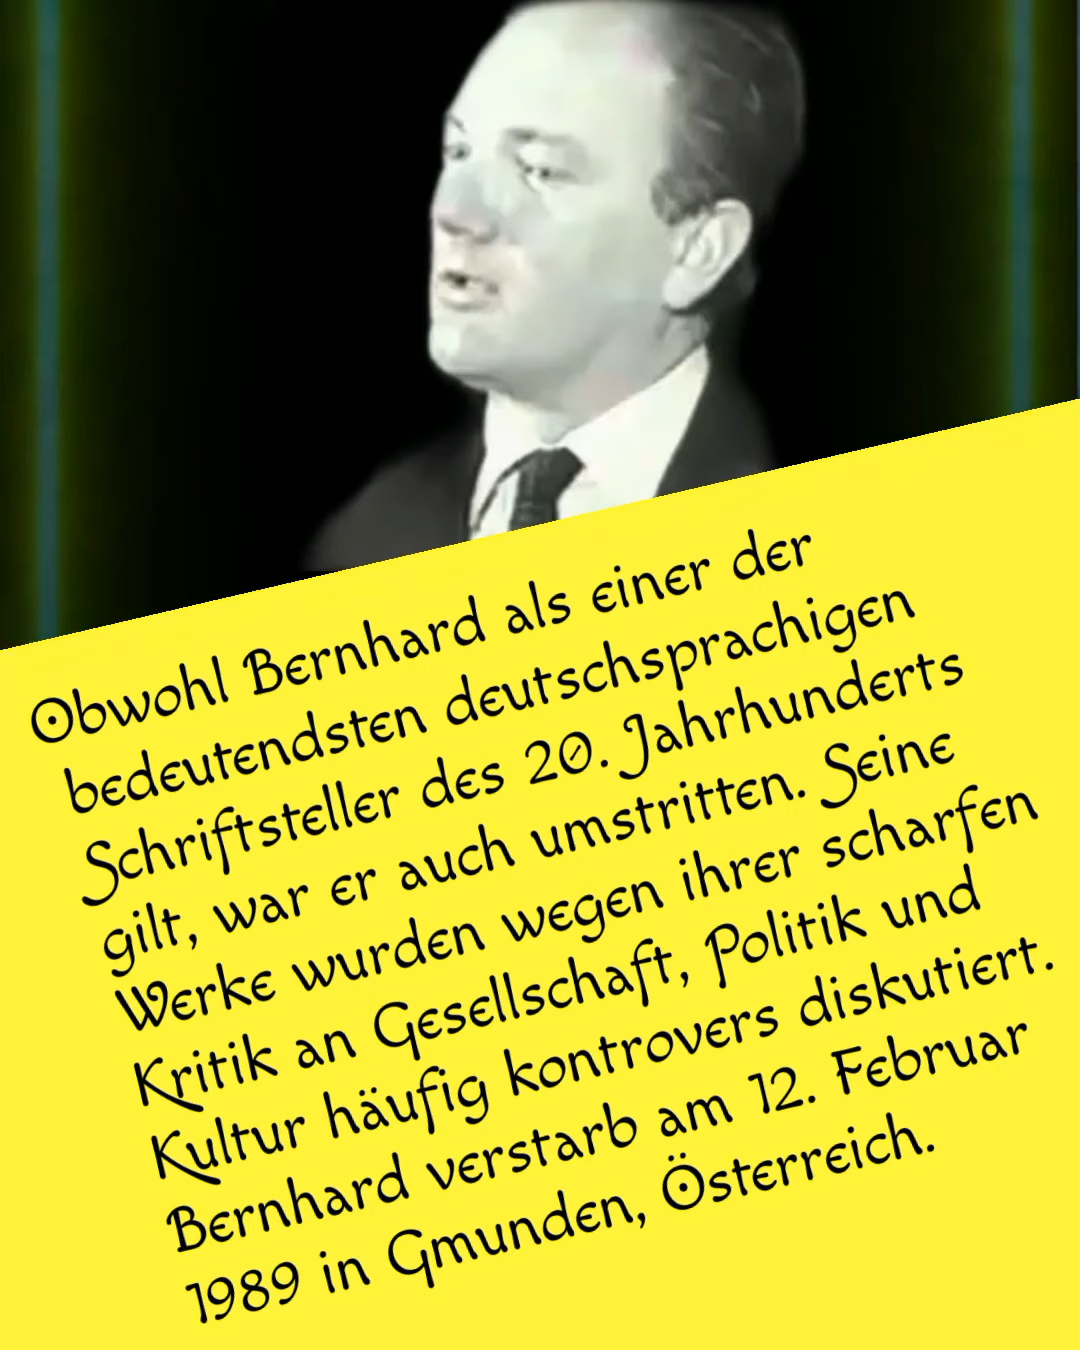 Obwohl Bernhard als einer der
bedeutendsten deutschsprachigen
Schriftsteller des 20. Jahrhunderts
gilt, war er auch umstritten. Seine
Werke wurden wegen ihrer scharfen
Kritik an Gesellschaft, Politik und
Kultur häufig kontrovers diskutiert.
Bernhard verstarb am 12. Februar
1989 in Gmunden, Österreich.